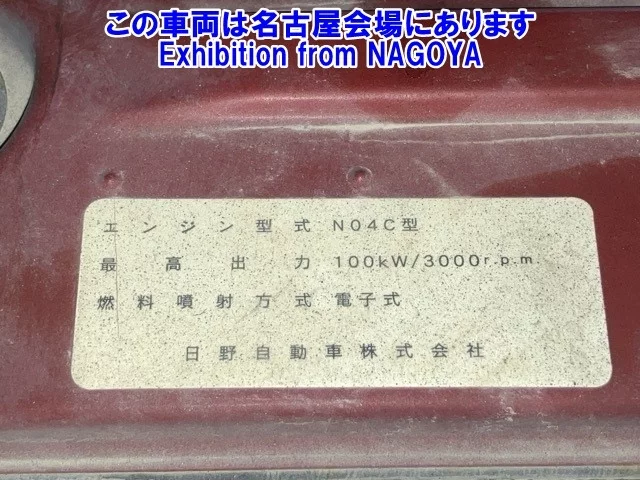 この車両は名古屋会場にあります
Exhibition from NAGOYA
エンジン型式 N04C型
最高出力 100kW/3000r.p.m.
燃料噴射方式 電子式
日野自動車株式会社